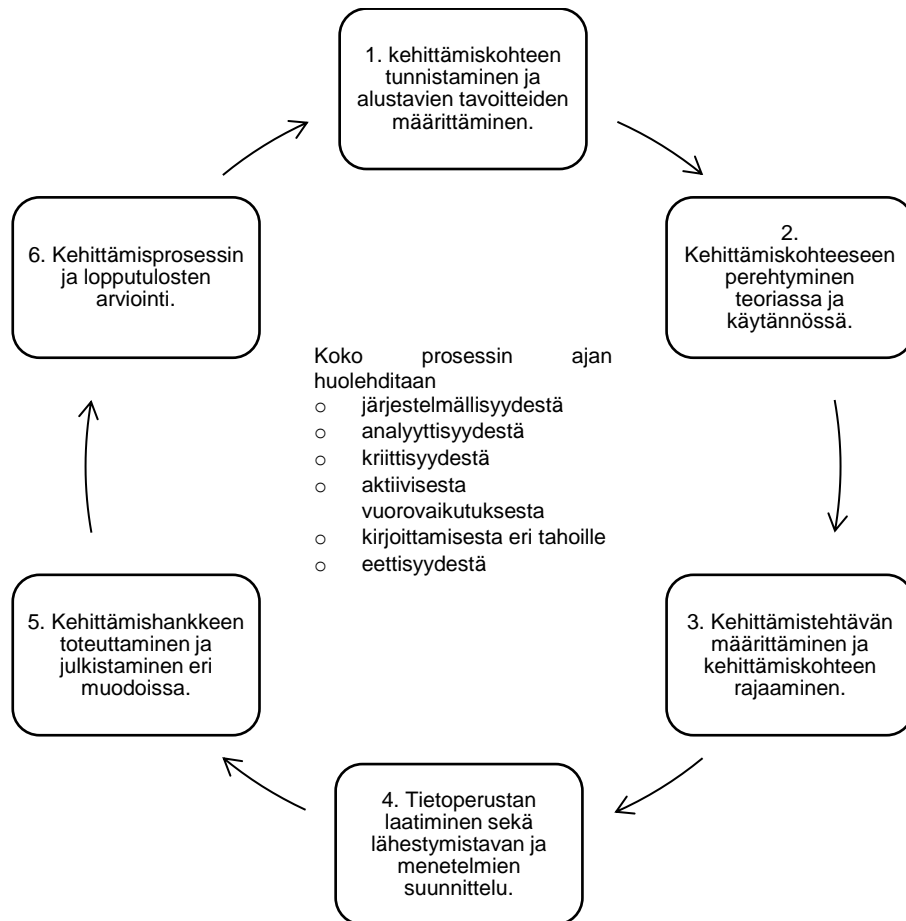 1. kehittämiskohteen
tunnistaminen ja
alustavien tavoitteiden
määrittäminen.
2.
Kehittämiskohteeseen
perehtyminen
teoriassa ja
käytännössä.
3. Kehittämistehtävän
määrittäminen ja
kehittämiskohteen
rajaaminen.
4. Tietoperustan
laatiminen sekä
lähestymistavan ja
menetelmien
suunnittelu.
5. Kehittämishankkeen
toteuttaminen ja
julkistaminen eri
muodoissa.
6. Kehittämisprosessin
ja lopputulosten
arviointi.
Koko prosessin ajan
huolehditaan
o järjestelmällisyydestä
o analyyttisyydestä
o kriittisyydestä
o aktiivisesta
vuorovaikutuksesta
o kirjoittamisesta eri tahoille
o eettisyydestä